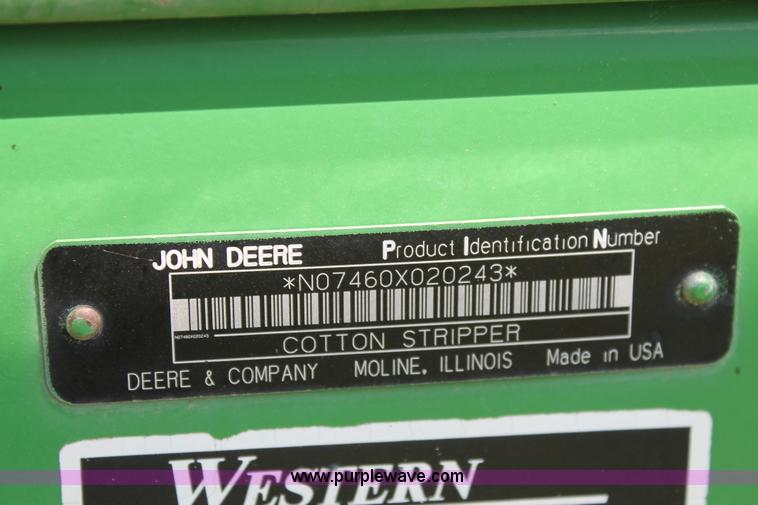 JOHN DEERE Product Identification Number
*N07460X020243*
N07460X020243
COTTON STRIPPER
DEERE & COMPANY MOLINE, ILLINOIS Made in USA
WESTERN
www.purplewave.com